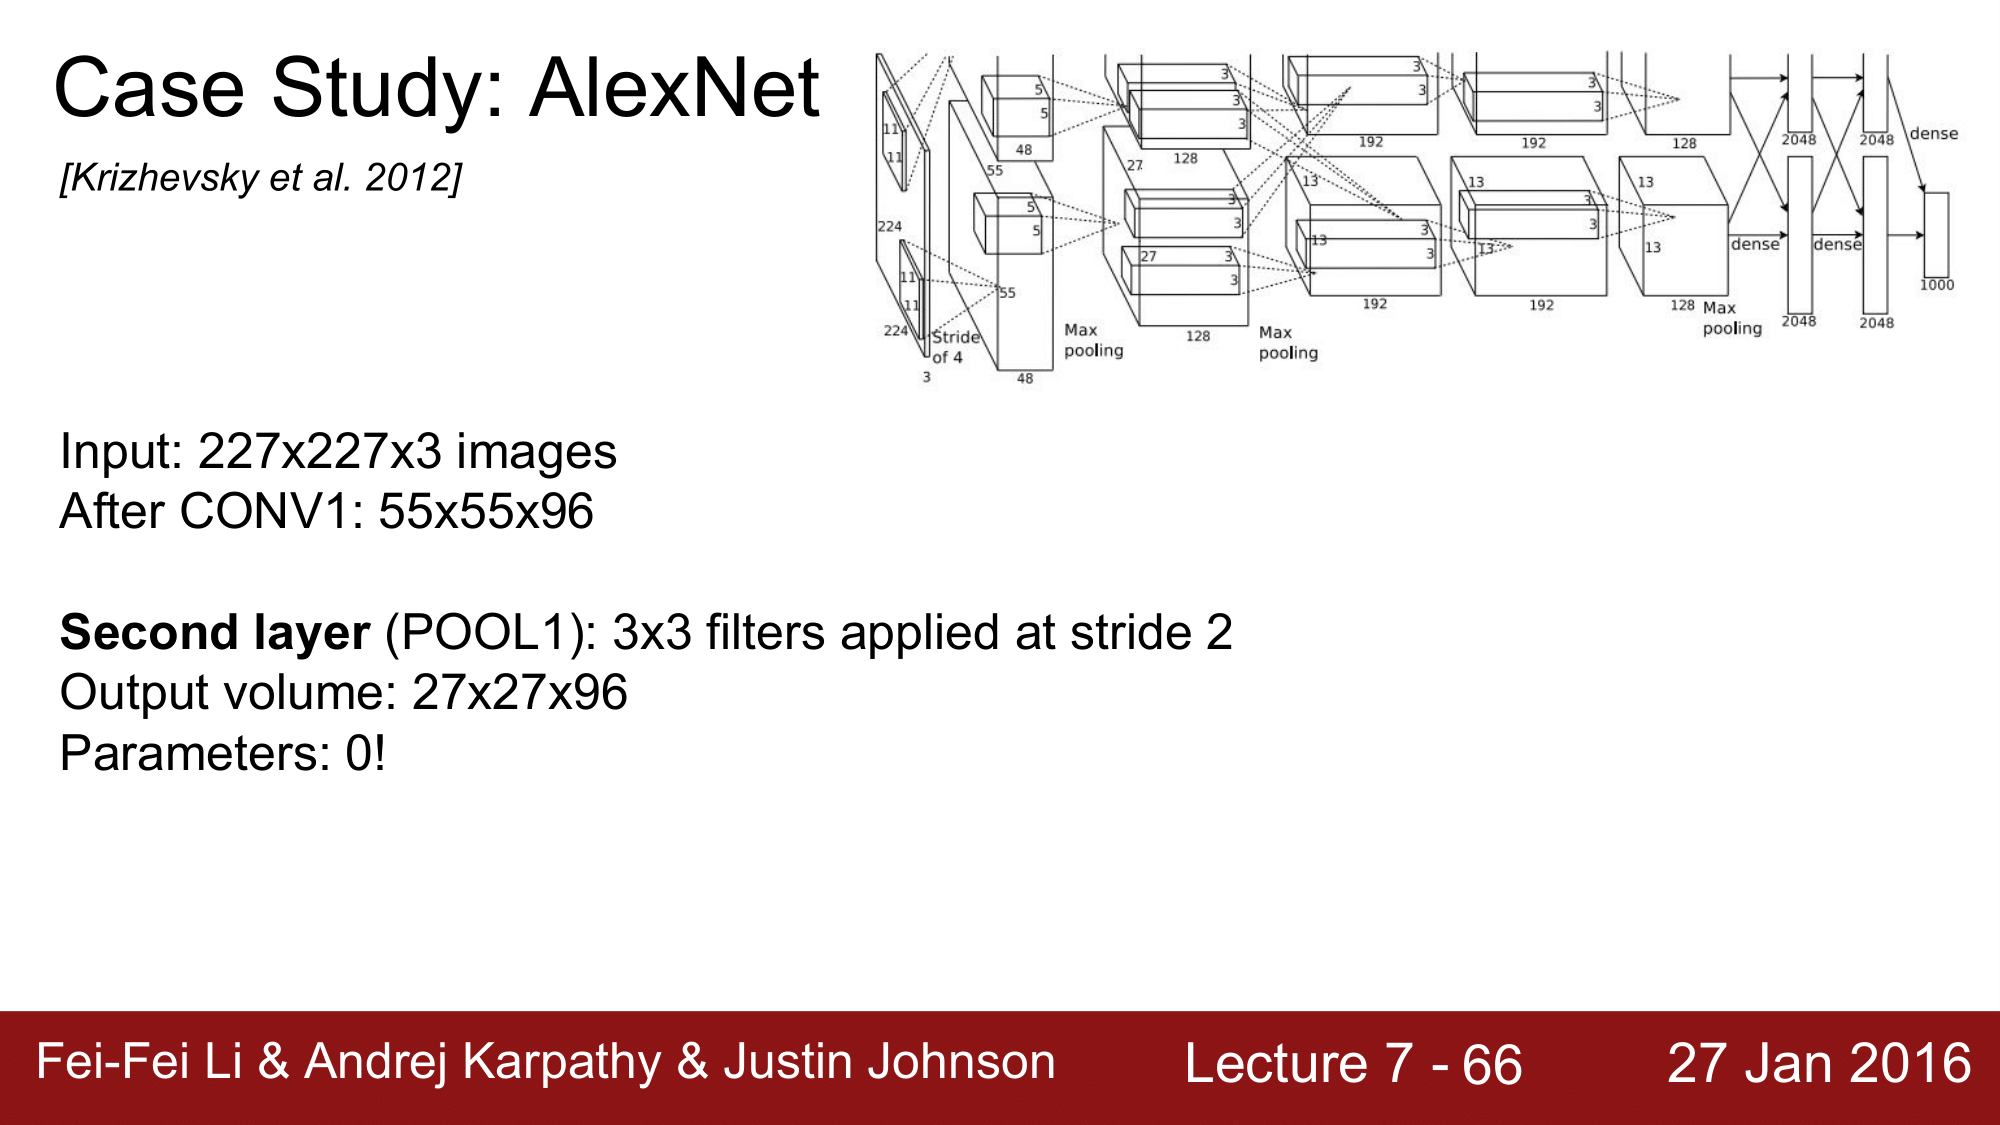 Case Study: AlexNet
[Krizhevsky et al. 2012]
11
11
224
11
11
224
3
Stride
of 4
5
5
48
55
5
5
55
48
Max
pooling
3
3
3
128
27
3
3
27
3
3
128
Max
pooling
3
3
192
13
13
3
3
192
3
3
192
13
3
3
13
192
128
13
13
128
Max
pooling
2048
2048
dense
dense
dense
2048
2048
1000
Input: 227x227x3 images
After CONV1: 55x55x96
Second layer (POOL1): 3x3 filters applied at stride 2
Output volume: 27x27x96
Parameters: 0!
Fei-Fei Li & Andrej Karpathy & Justin Johnson
Lecture 7 - 66
27 Jan 2016